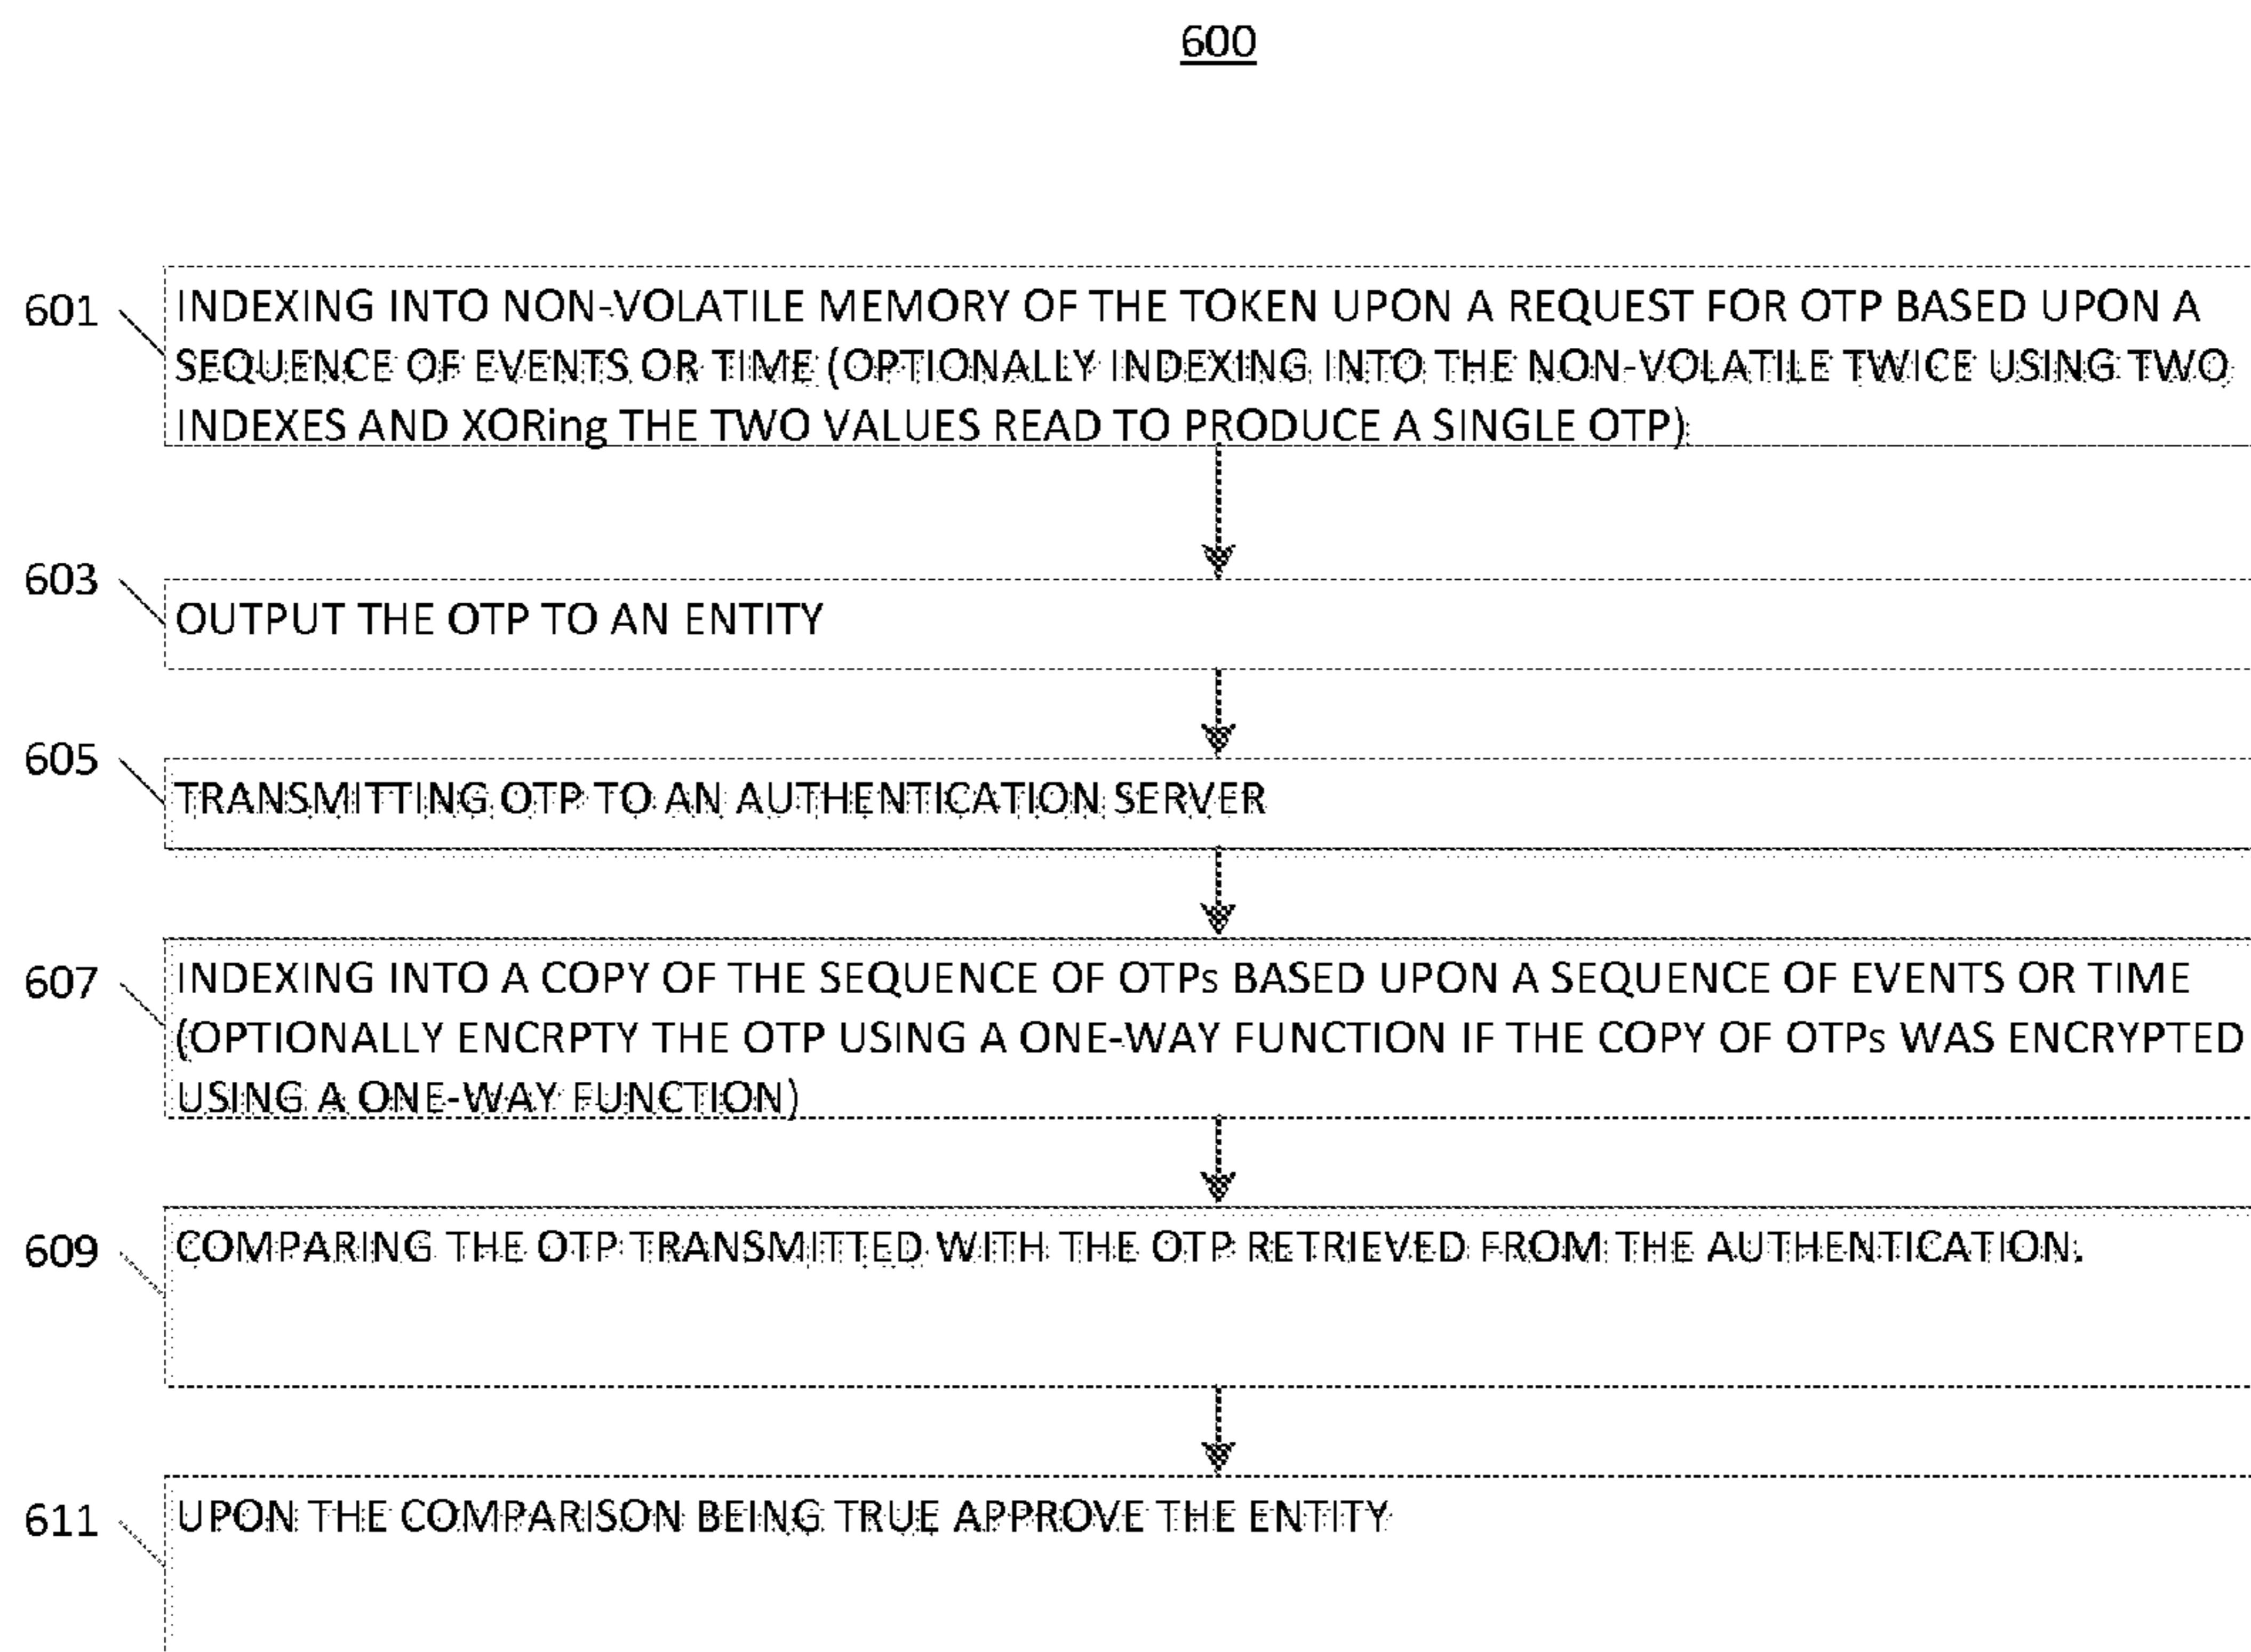 600
601
INDEXING INTO NON-VOLATILE MEMORY OF THE TOKEN UPON A REQUEST FOR OTP BASED UPON A
SEQUENCE OF EVENTS OR TIME (OPTIONALLY INDEXING INTO THE NON-VOLATILE TWICE USING TWO
INDEXES AND XORing THE TWO VALUES READ TO PRODUCE A SINGLE OTP)
603
OUTPUT THE OTP TO AN ENTITY
605
TRANSMITTING OTP TO AN AUTHENTICATION SERVER
607
INDEXING INTO A COPY OF THE SEQUENCE OF OTPs BASED UPON A SEQUENCE OF EVENTS OR TIME
(OPTIONALLY ENCRPTY THE OTP USING A ONE-WAY FUNCTION IF THE COPY OF OTPs WAS ENCRYPTED
USING A ONE-WAY FUNCTION)
609
COMPARING THE OTP TRANSMITTED WITH THE OTP RETRIEVED FROM THE AUTHENTICATION.
611
UPON THE COMPARISON BEING TRUE APPROVE THE ENTITY